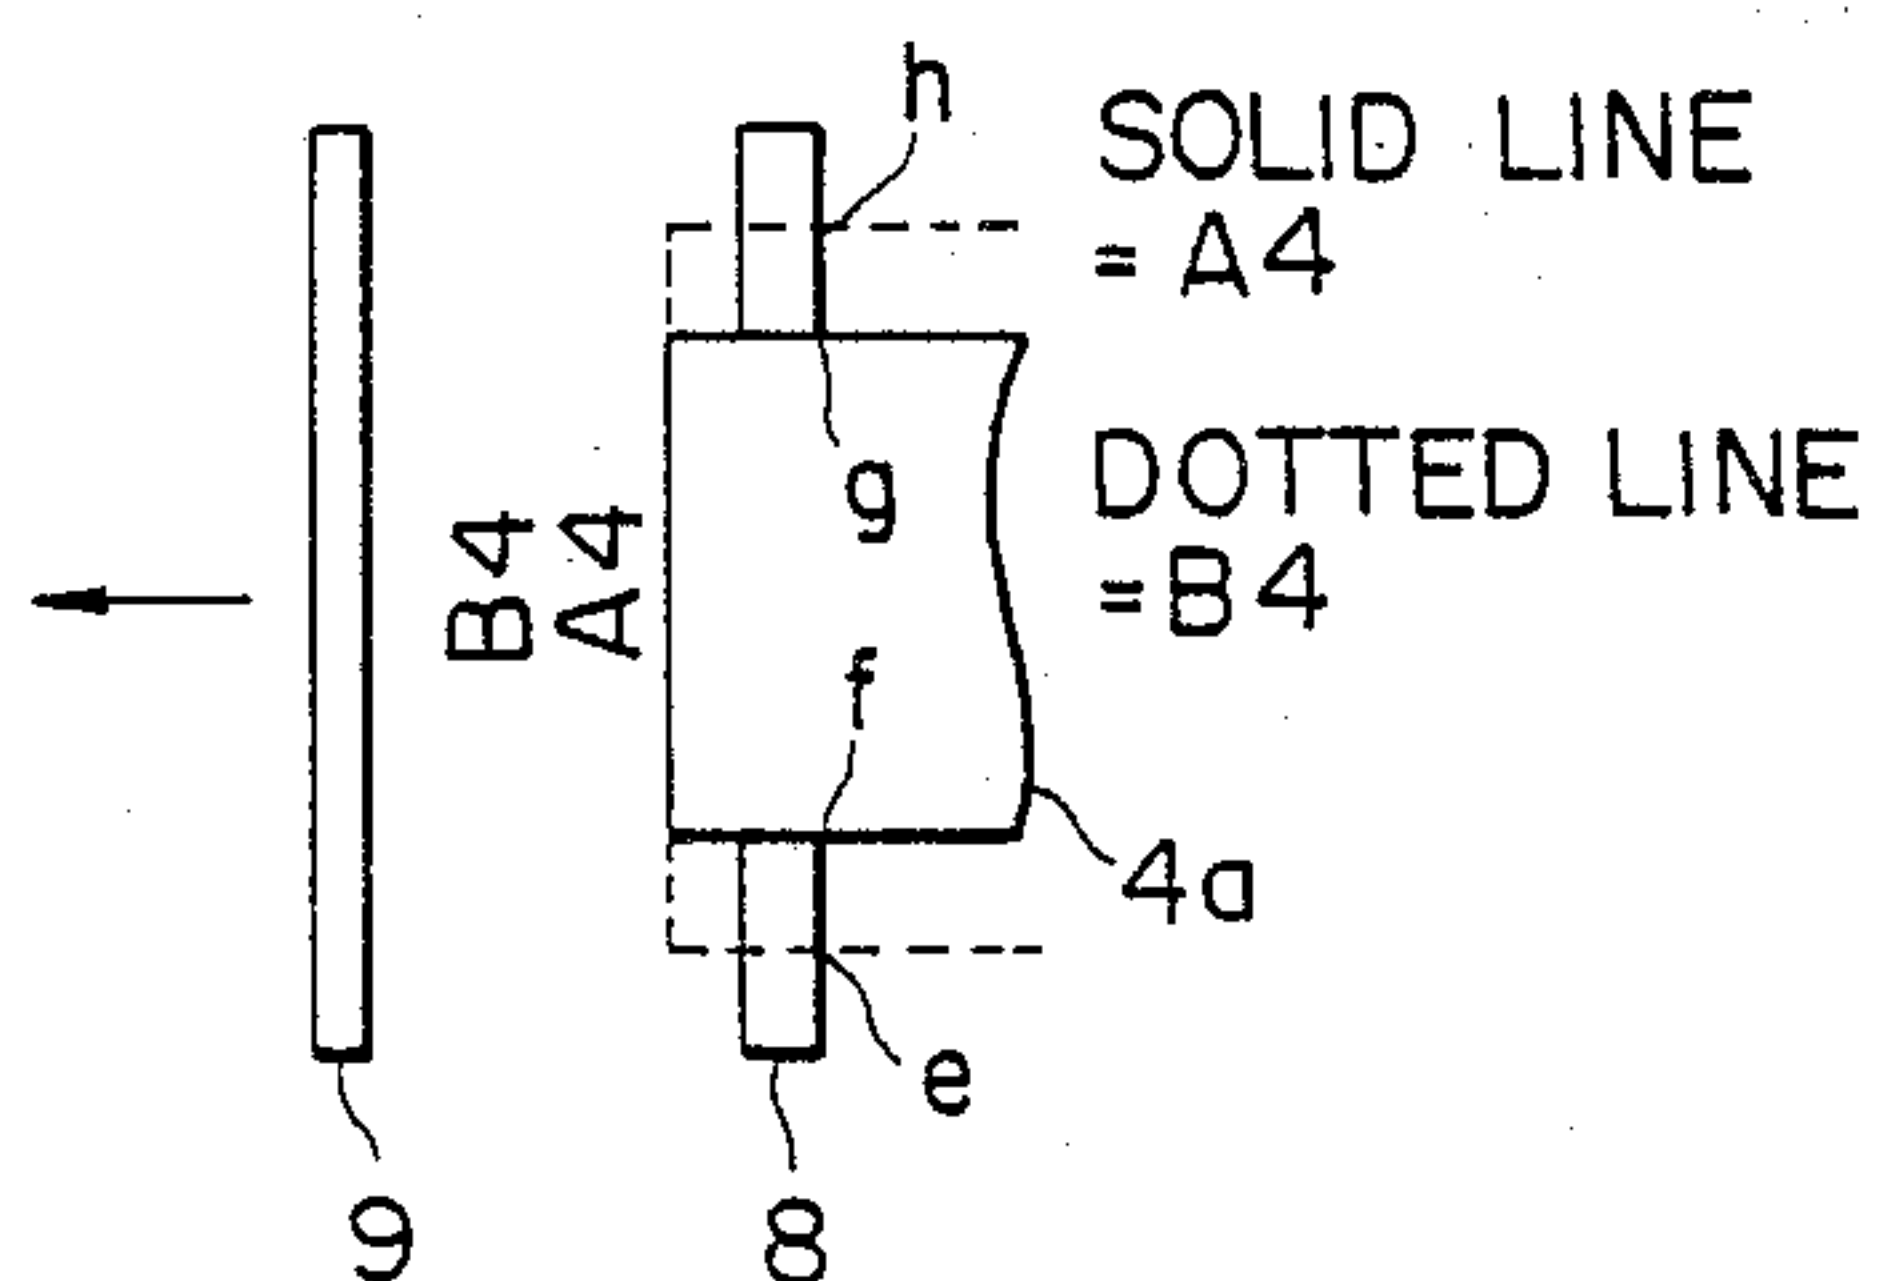 h
SOLID LINE
= A4
g
DOTTED LINE
= B4
B4
A4
f
4a
e
9
8